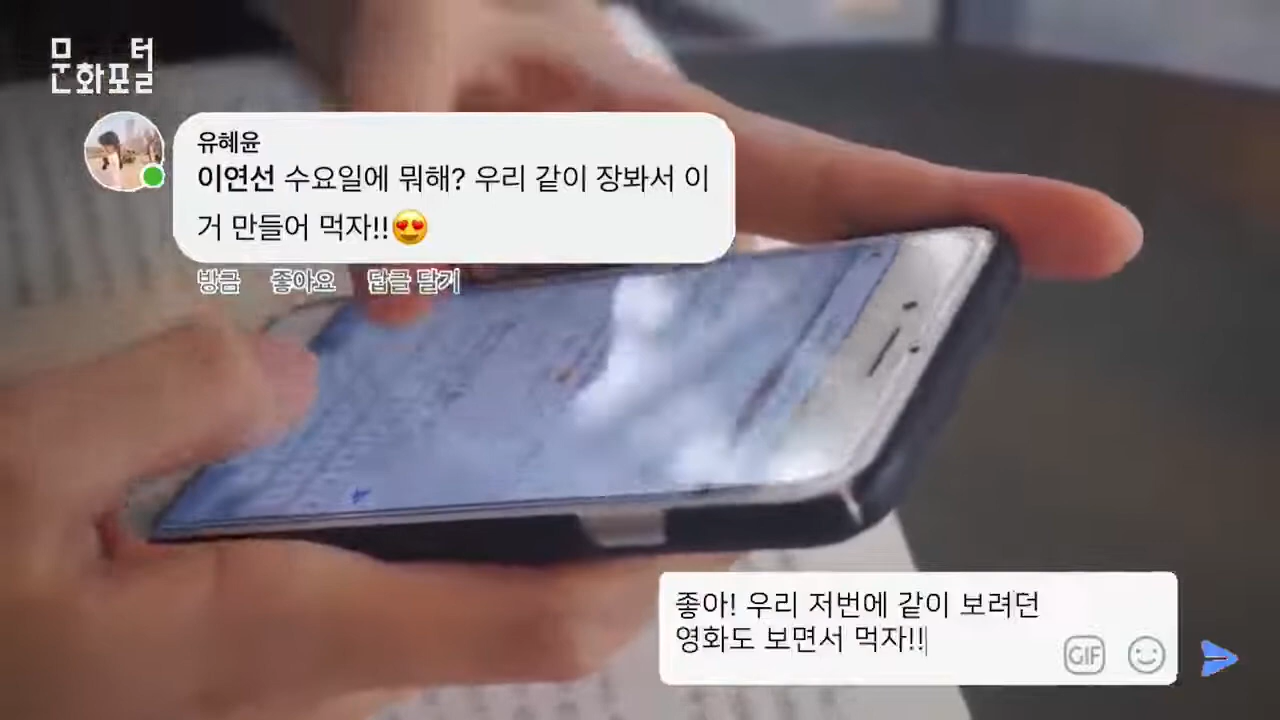 문화포털
유혜윤
이연선 수요일에 뭐해? 우리 같이 장봐서 이
거 만들어 먹자!!😍
방금 좋아요 답글 달기
좋아! 우리 저번에 같이 보려던
영화도 보면서 먹자!!
GIF